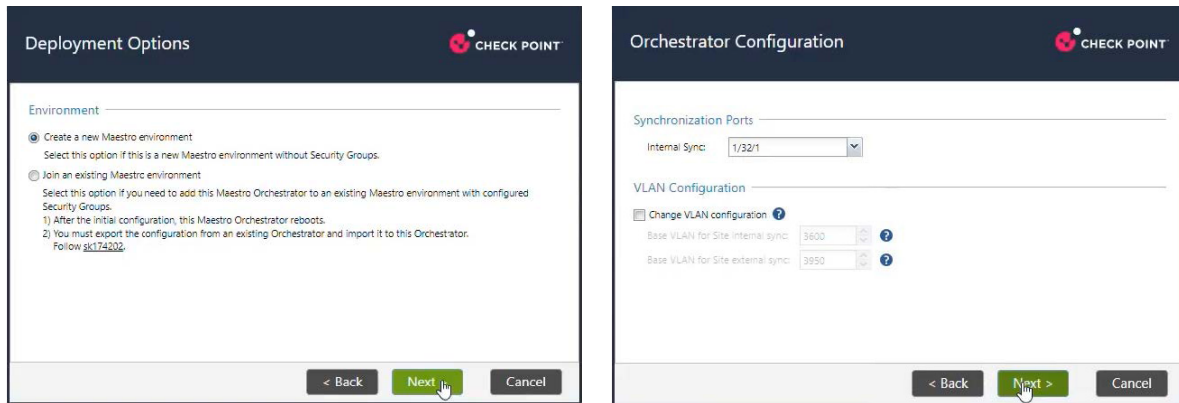 Deployment Options
CHECK POINT
Environment
Create a new Maestro environment
Select this option if this is a new Maestro environment without Security Groups.
Join an existing Maestro environment
Select this option if you need to add this Maestro Orchestrator to an existing Maestro environment with configured
Security Groups.
1) After the initial configuration, this Maestro Orchestrator reboots.
2) You must export the configuration from an existing Orchestrator and import it to this Orchestrator.
Follow sk174202.
< Back
Next
Cancel
Orchestrator Configuration
CHECK POINT
Synchronization Ports
Internal Sync: 1/32/1
VLAN Configuration
Change VLAN configuration ?
Base VLAN for Site internal sync: 3600 ?
Base VLAN for Site external sync: 3950 ?
< Back
Next >
Cancel